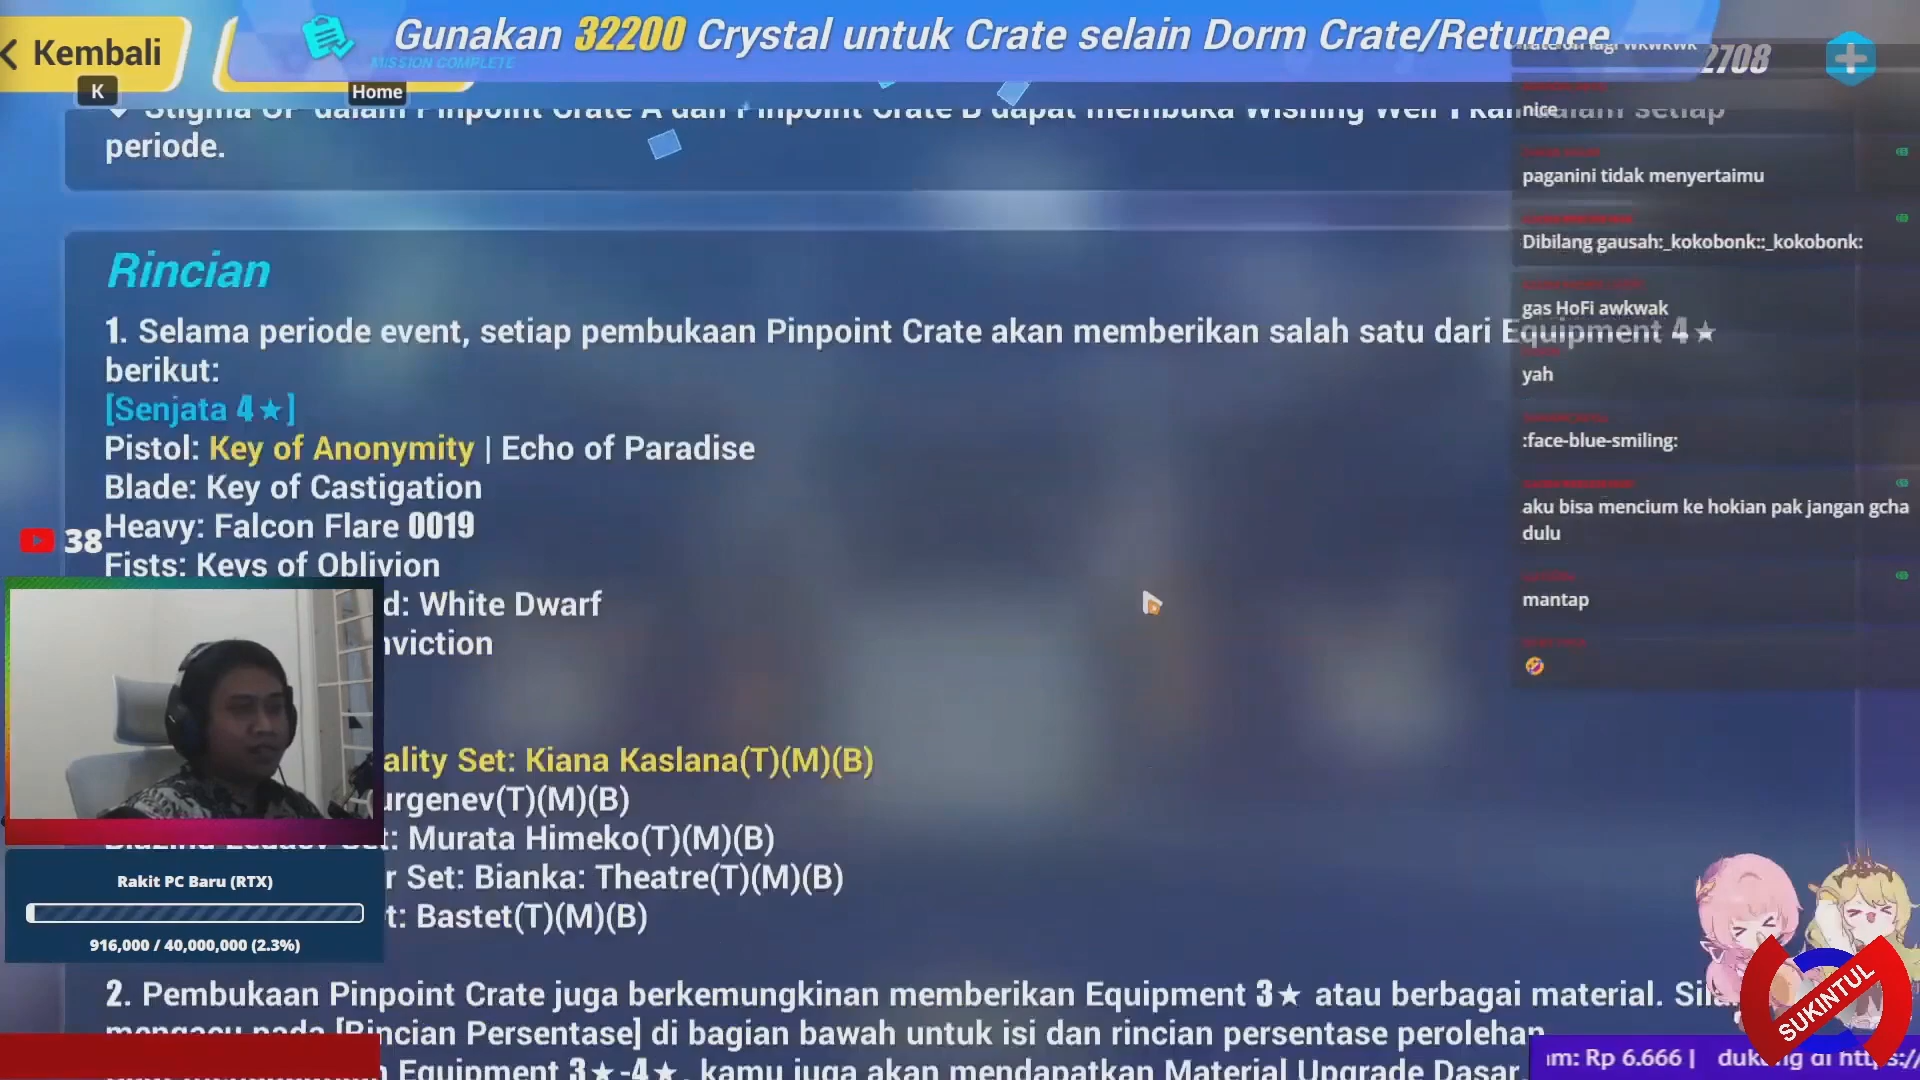 Kembali
K
Home
Gunakan 32200 Crystal untuk Crate selain Dorm Crate/Returnee
MISSION COMPLETE
2708
periode.
Rincian
1. Selama periode event, setiap pembukaan Pinpoint Crate akan memberikan salah satu dari Equipment 4★
berikut:
[Senjata 4★]
Pistol: Key of Anonymity | Echo of Paradise
Blade: Key of Castigation
Heavy: Falcon Flare 0019
Fists: Keys of Oblivion
d: White Dwarf
nviction
ality Set: Kiana Kaslana(T)(M)(B)
urgenev(T)(M)(B)
t: Murata Himeko(T)(M)(B)
r Set: Bianka: Theatre(T)(M)(B)
t: Bastet(T)(M)(B)
2. Pembukaan Pinpoint Crate juga berkemungkinan memberikan Equipment 3★ atau berbagai material.
mengacu pada [Rincian Persentase] di bagian bawah untuk isi dan rincian persentase perolehan
Equipment 3★-4★, kamu juga akan mendapatkan Material Upgrade Dasar.
38
Rakit PC Baru (RTX)
916,000 / 40,000,000 (2.3%)
nice
paganini tidak menyertaimu
Dibilang gausah:_kokobonk::_kokobonk:
gas HoFi awkwak
yah
:face-blue-smiling:
aku bisa mencium ke hokian pak jangan gcha
dulu
mantap
🤣
SUKINTUL
am: Rp 6.666 | dukung di https://